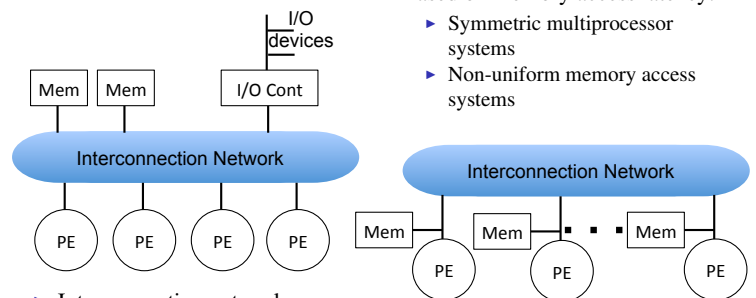 I/O
devices
Mem
Mem
I/O Cont
Interconnection Network
PE
PE
PE
PE
▸ Symmetric multiprocessor
systems
▸ Non-uniform memory access
systems
Interconnection Network
Mem
Mem
Mem
PE
PE
PE